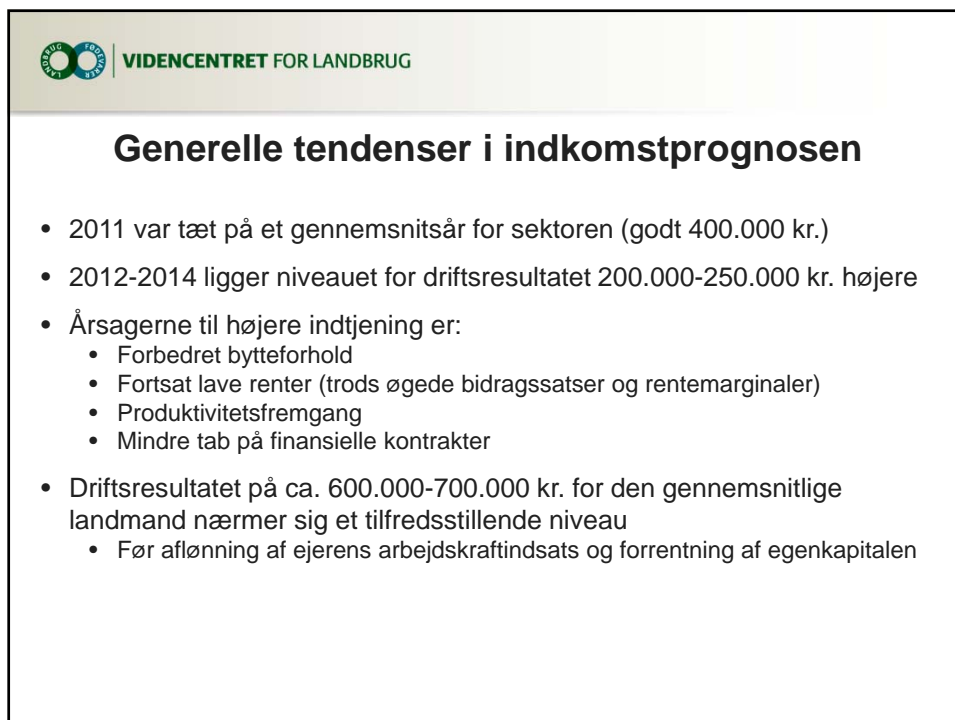 LANDBRUG FØDEVARER
VIDENCENTRET FOR LANDBRUG
Generelle tendenser i indkomstprognosen
• 2011 var tæt på et gennemsnitsår for sektoren (godt 400.000 kr.)
• 2012-2014 ligger niveauet for driftsresultatet 200.000-250.000 kr. højere
• Årsagerne til højere indtjening er:
• Forbedret bytteforhold
• Fortsat lave renter (trods øgede bidragssatser og rentemarginaler)
• Produktivitetsfremgang
• Mindre tab på finansielle kontrakter
• Driftsresultatet på ca. 600.000-700.000 kr. for den gennemsnitlige
landmand nærmer sig et tilfredsstillende niveau
• Før aflønning af ejerens arbejdskraftindsats og forrentning af egenkapitalen